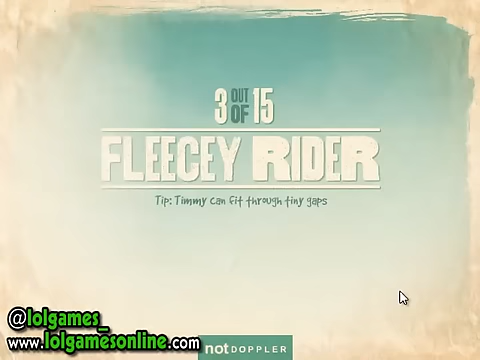 3 OUT OF 15
FLEECEY RIDER
Tip: Timmy can fit through tiny gaps
@lolgames_
www.lolgamesonline.com
notDOPPLER